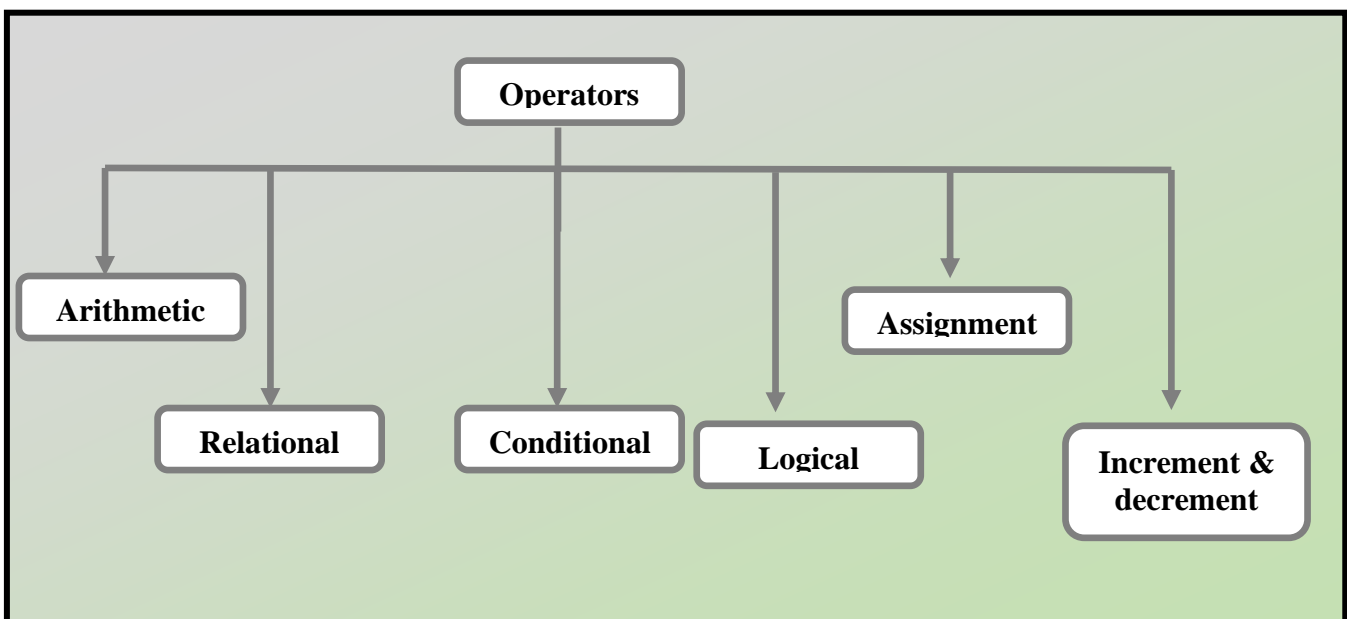 Operators
Arithmetic
Assignment
Relational
Conditional
Logical
Increment &
decrement